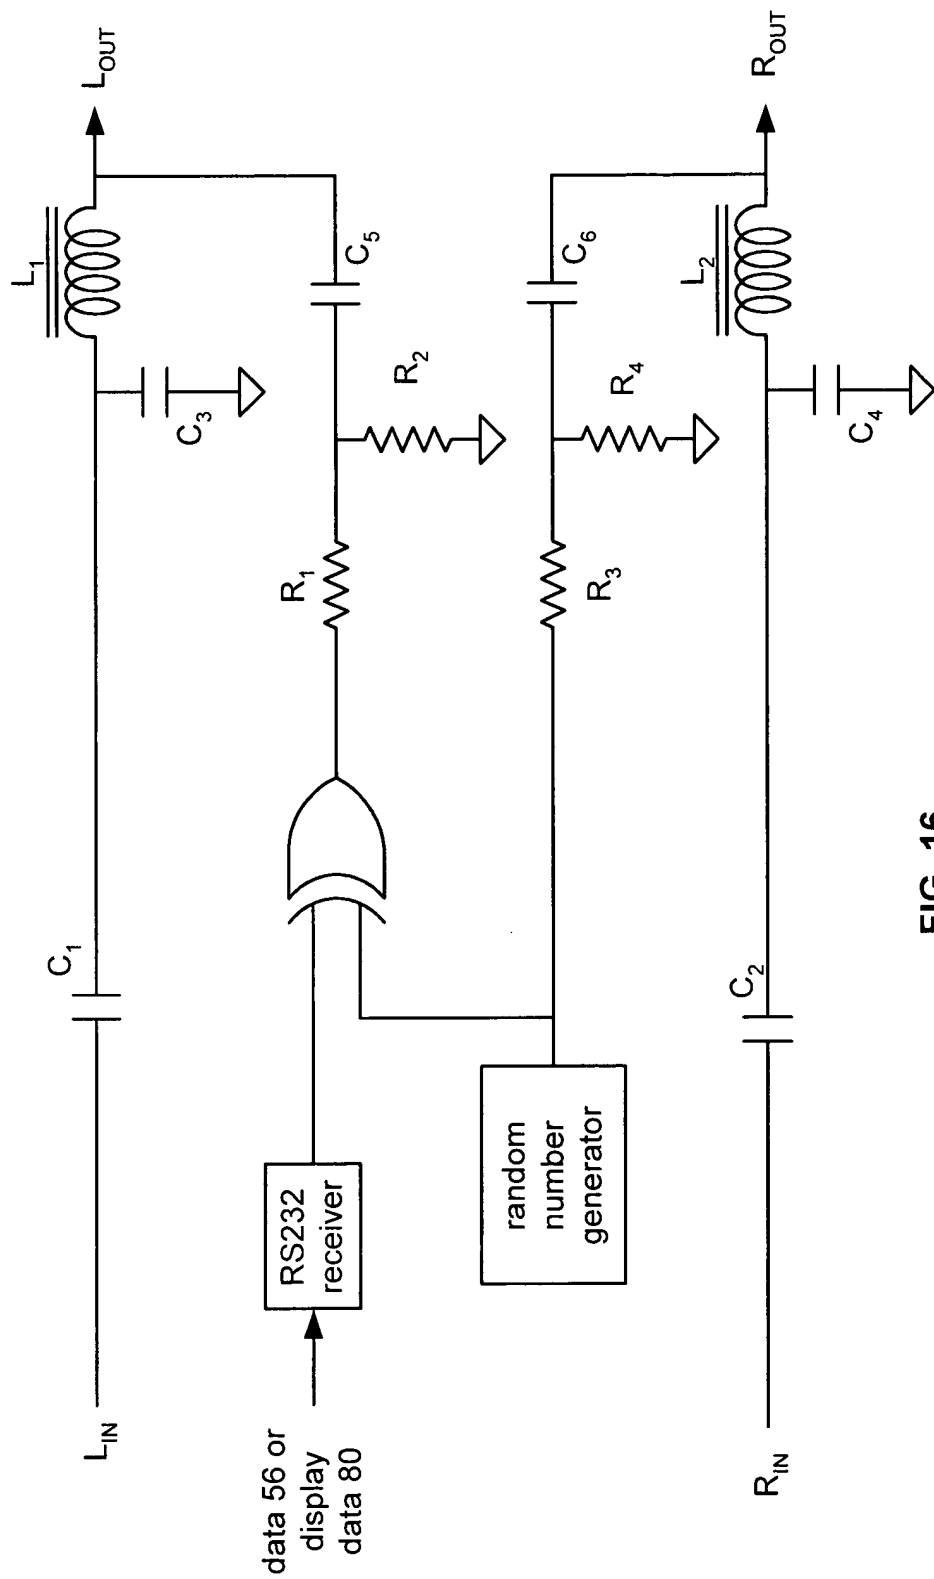 L_IN
C_1
L_1
L_OUT
C_3
data 56 or
display
data 80
RS232
receiver
R_1
R_2
C_5
random
number
generator
R_3
R_4
C_6
R_IN
C_2
L_2
R_OUT
C_4
FIG. 16